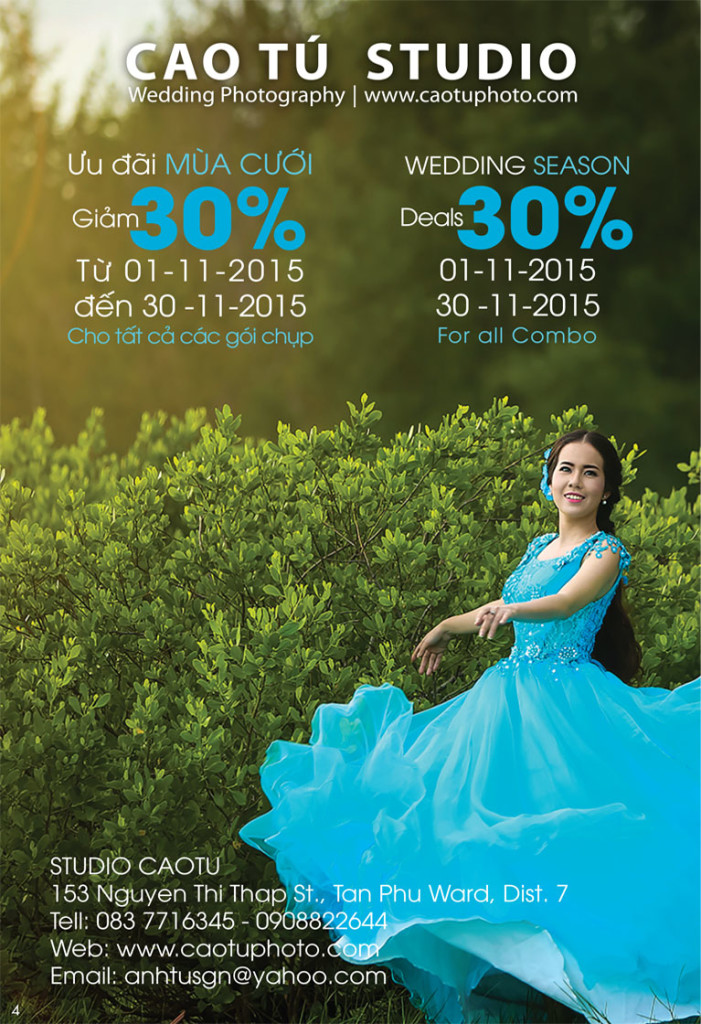 CAO TÚ STUDIO
Wedding Photography | www.caotuphoto.com
Ưu đãi MÙA CƯỚI
Giảm 30%
Từ 01-11-2015
đến 30 -11-2015
Cho tất cả các gói chụp
WEDDING SEASON
Deals 30%
01-11-2015
30 -11-2015
For all Combo
STUDIO CAOTU
153 Nguyen Thi Thap St., Tan Phu Ward, Dist. 7
Tell: 083 7716345 - 0908822644
Web: www.caotuphoto.com
Email: anhtusgn@yahoo.com
4